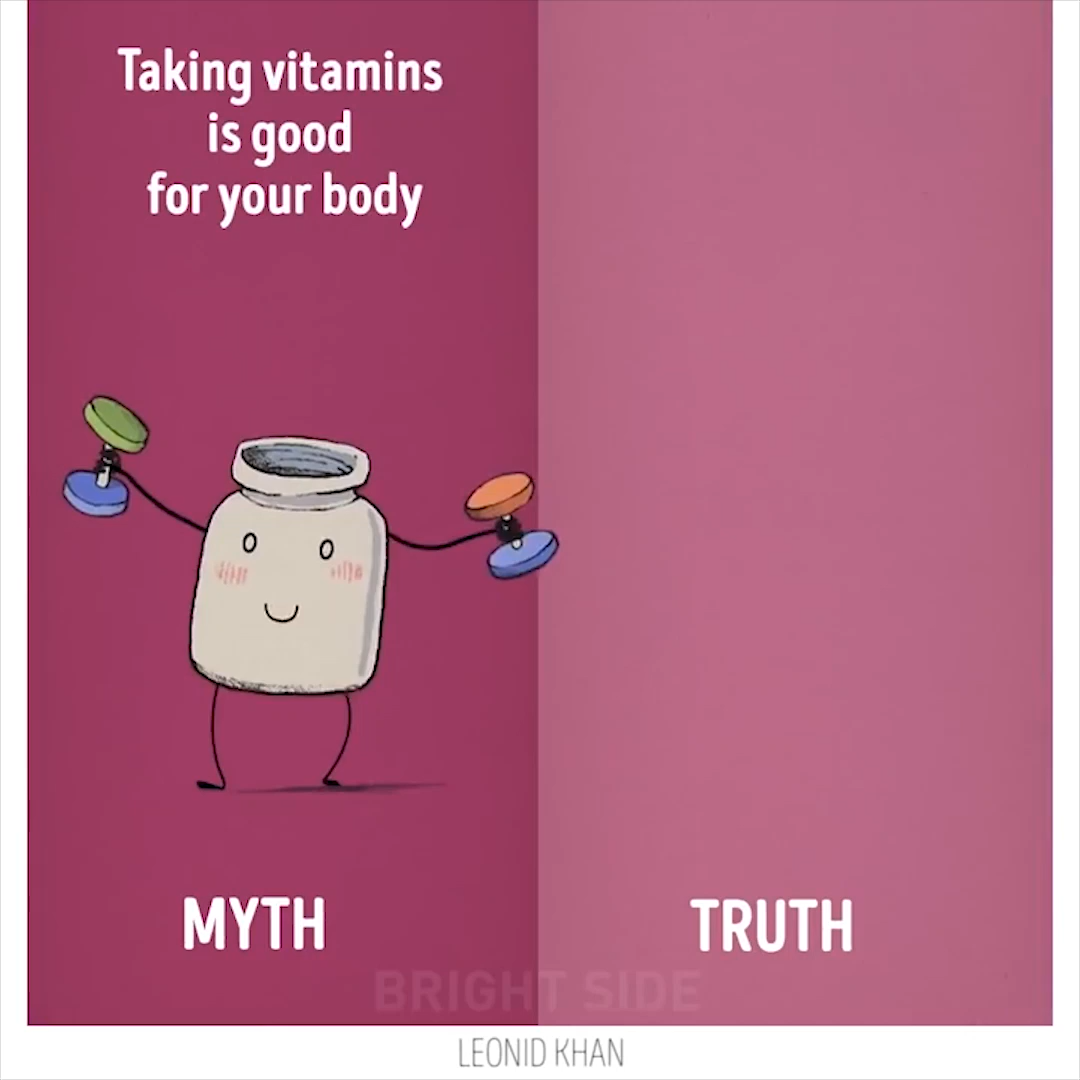 Taking vitamins
is good
for your body
MYTH
TRUTH
BRIGHT SIDE
LEONID KHAN